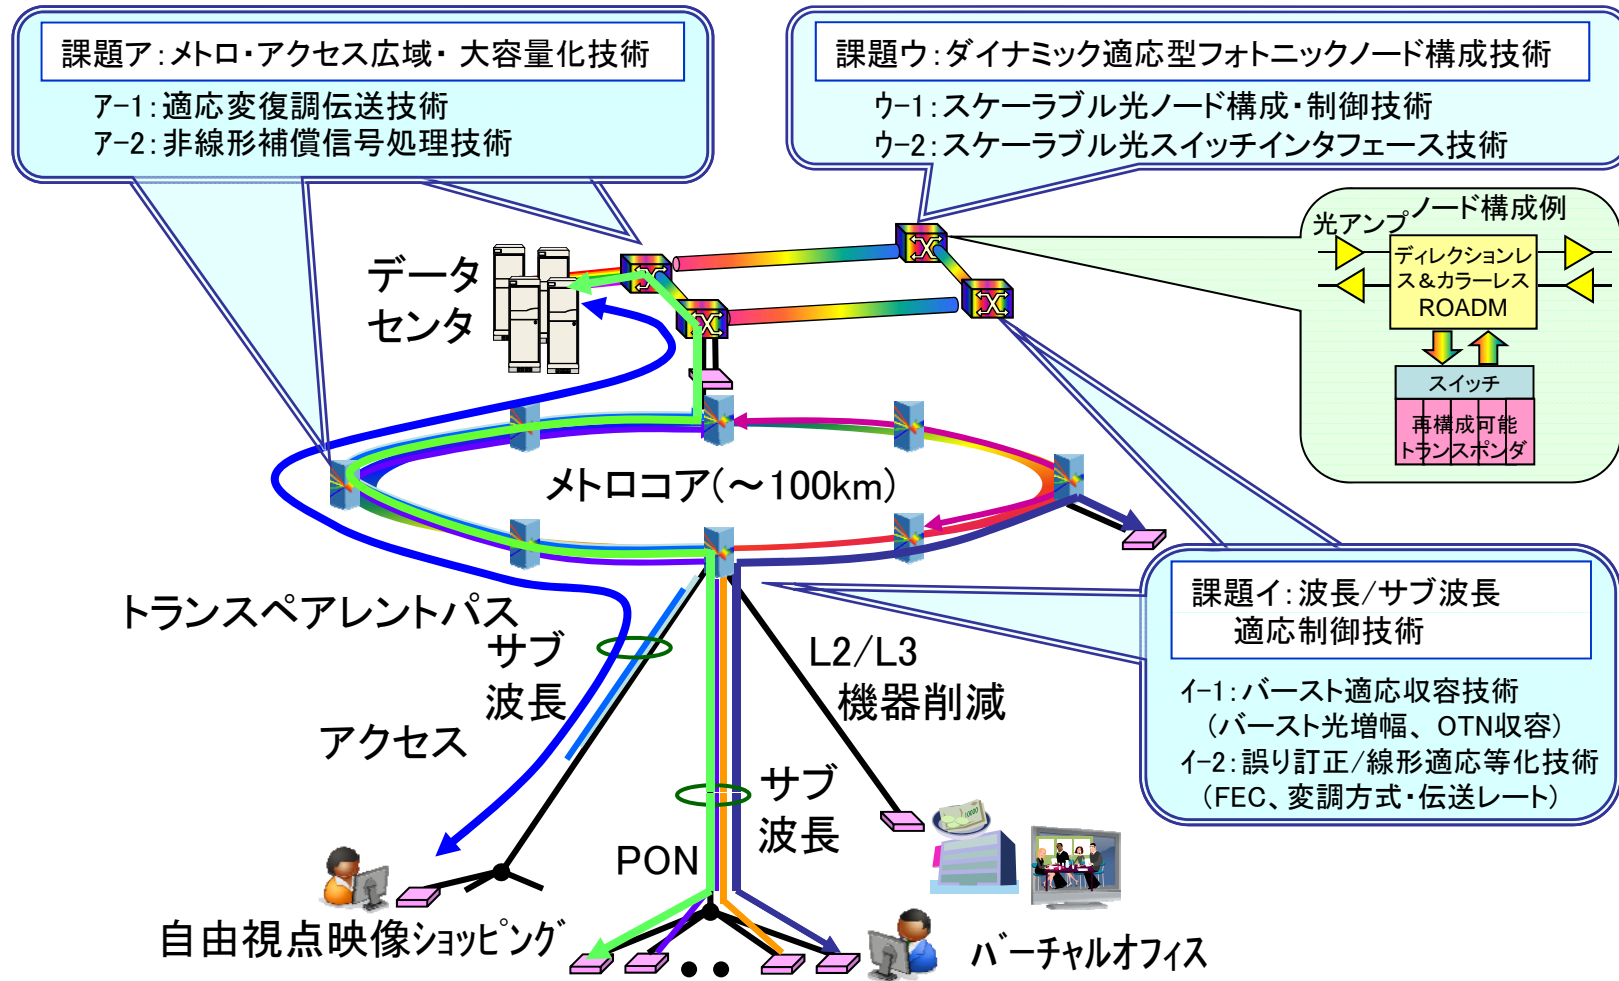 課題ア:メトロ・アクセス広域・ 大容量化技術
ア-1:適応変復調伝送技術
ア-2:非線形補償信号処理技術
課題ウ:ダイナミック適応型フォトニックノード構成技術
ウ-1:スケーラブル光ノード構成・制御技術
ウ-2:スケーラブル光スイッチインタフェース技術
ノード構成例
光アンプ
ディレクションレ
ス&カラーレス
ROADM
スイッチ
再構成可能
トランスポンダ
データ
センタ
メトロコア(~100km)
トランスペアレントパス
サブ
波長
アクセス
L2/L3
機器削減
サブ
波長
PON
課題イ:波長/サブ波長
適応制御技術
イ-1:バースト適応収容技術
(バースト光増幅、OTN収容)
イ-2:誤り訂正/線形適応等化技術
(FEC、変調方式・伝送レート)
自由視点映像ショッピング
バーチャルオフィス